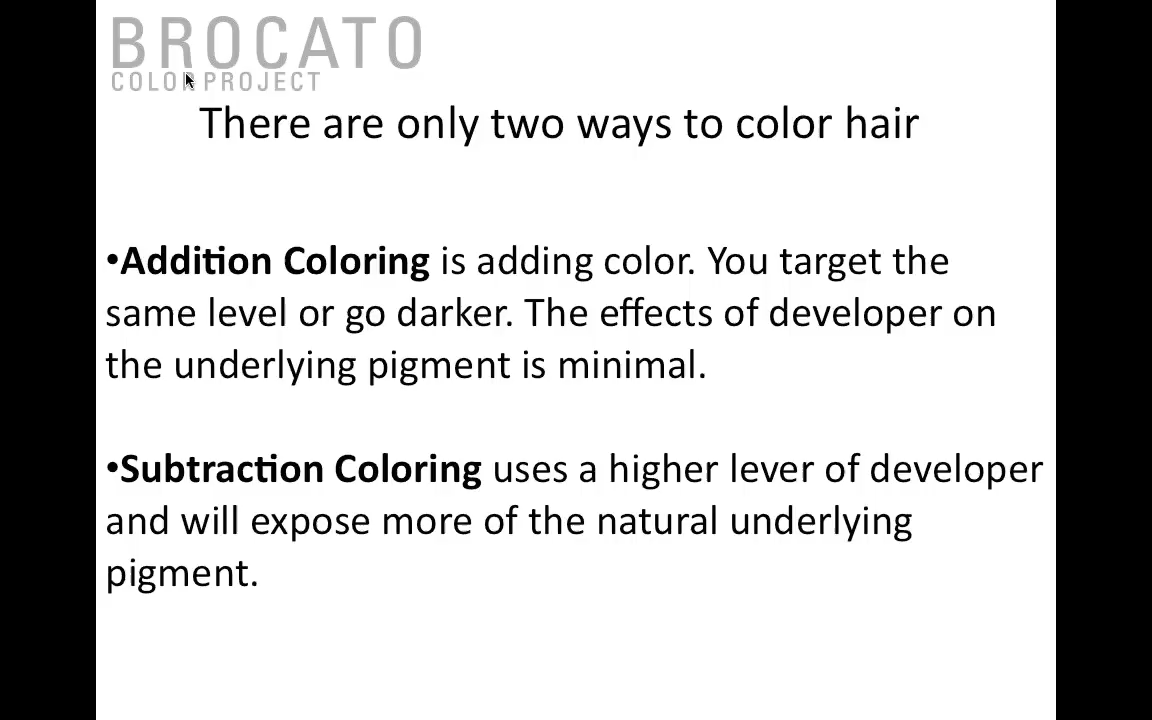 BROCATO
COLOR PROJECT
There are only two ways to color hair
•Addition Coloring is adding color. You target the
same level or go darker. The effects of developer on
the underlying pigment is minimal.
•Subtraction Coloring uses a higher lever of developer
and will expose more of the natural underlying
pigment.